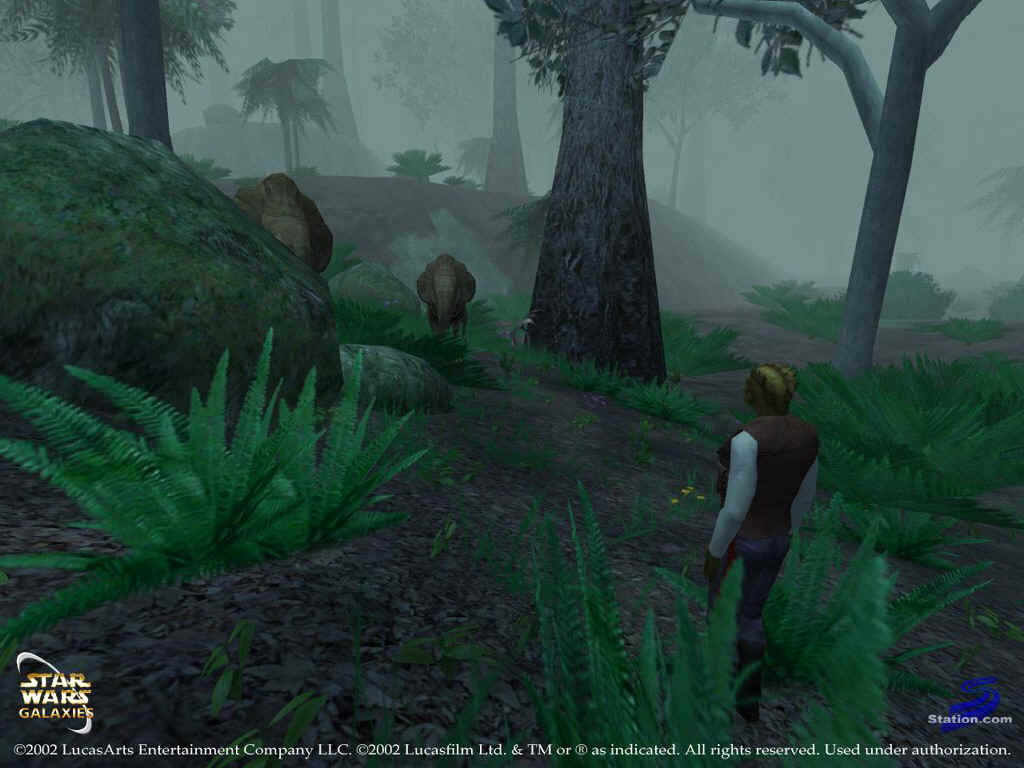 STAR
WARS
GALAXIES
Station.com
©2002 LucasArts Entertainment Company LLC. ©2002 Lucasfilm Ltd. & TM or ® as indicated. All rights reserved. Used under authorization.